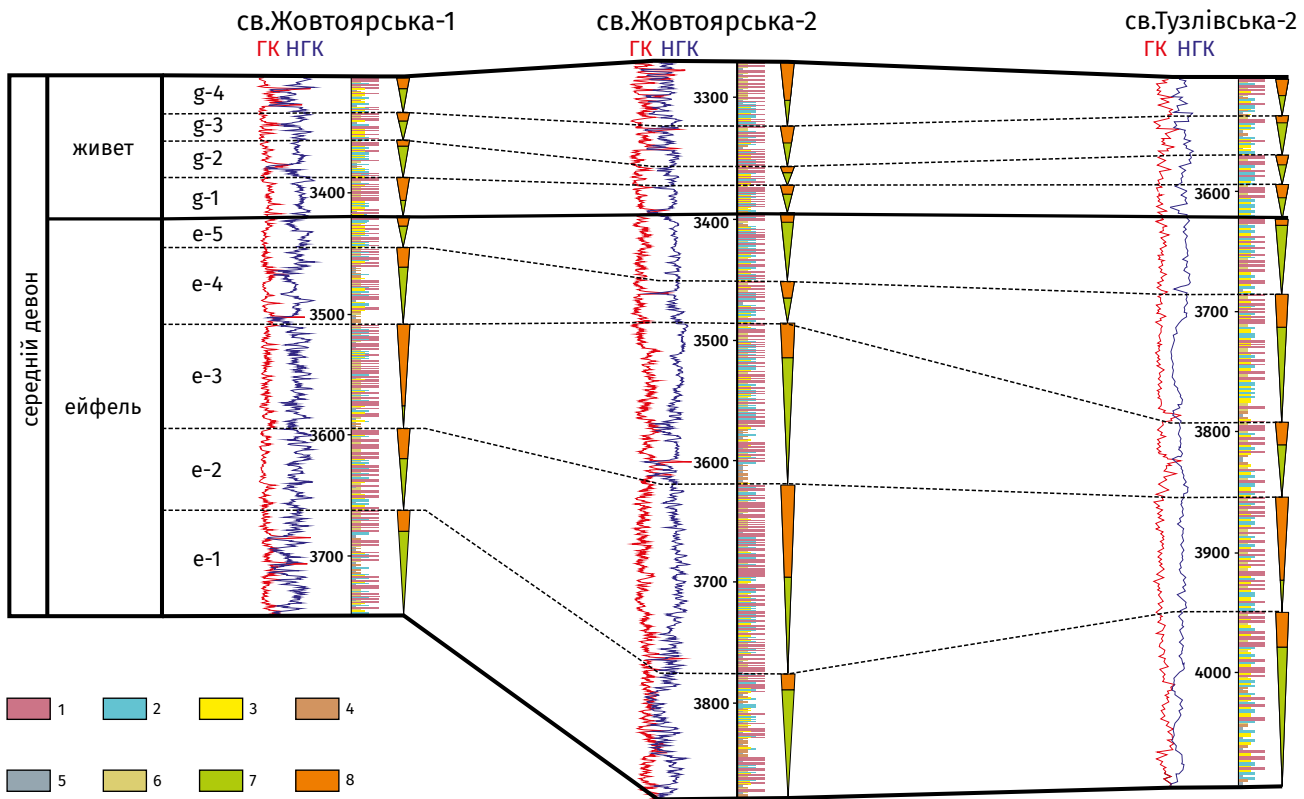 св.Жовтоярська-1
св.Жовтоярська-2
св.Тузлівська-2
ГК НГК
ГК НГК
ГК НГК
середній девон
живет
ейфель
g-4
g-3
g-2
g-1
e-5
e-4
e-3
e-2
e-1
3400
3500
3600
3700
3300
3400
3500
3600
3700
3800
3600
3700
3800
3900
4000
1
2
3
4
5
6
7
8